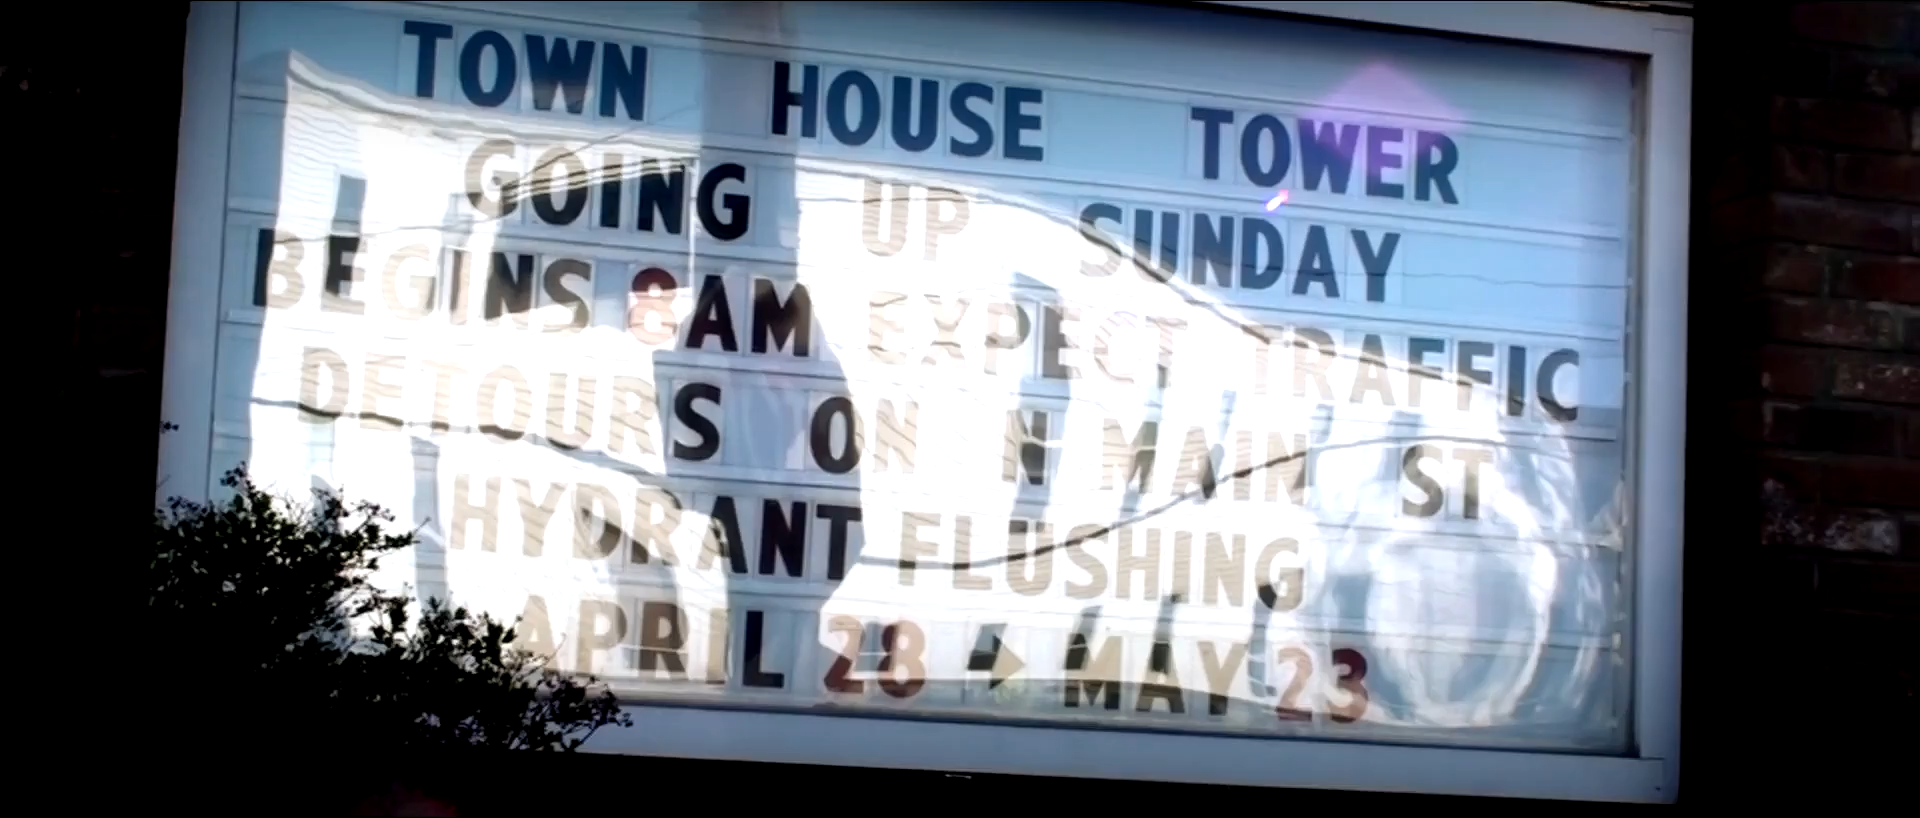 TOWN HOUSE TOWER
GOING UP SUNDAY
BEGINS 8AM EXPECT TRAFFIC
DETOURS ON N MAIN ST
HYDRANT FLUSHING
APRIL 28 → MAY 23